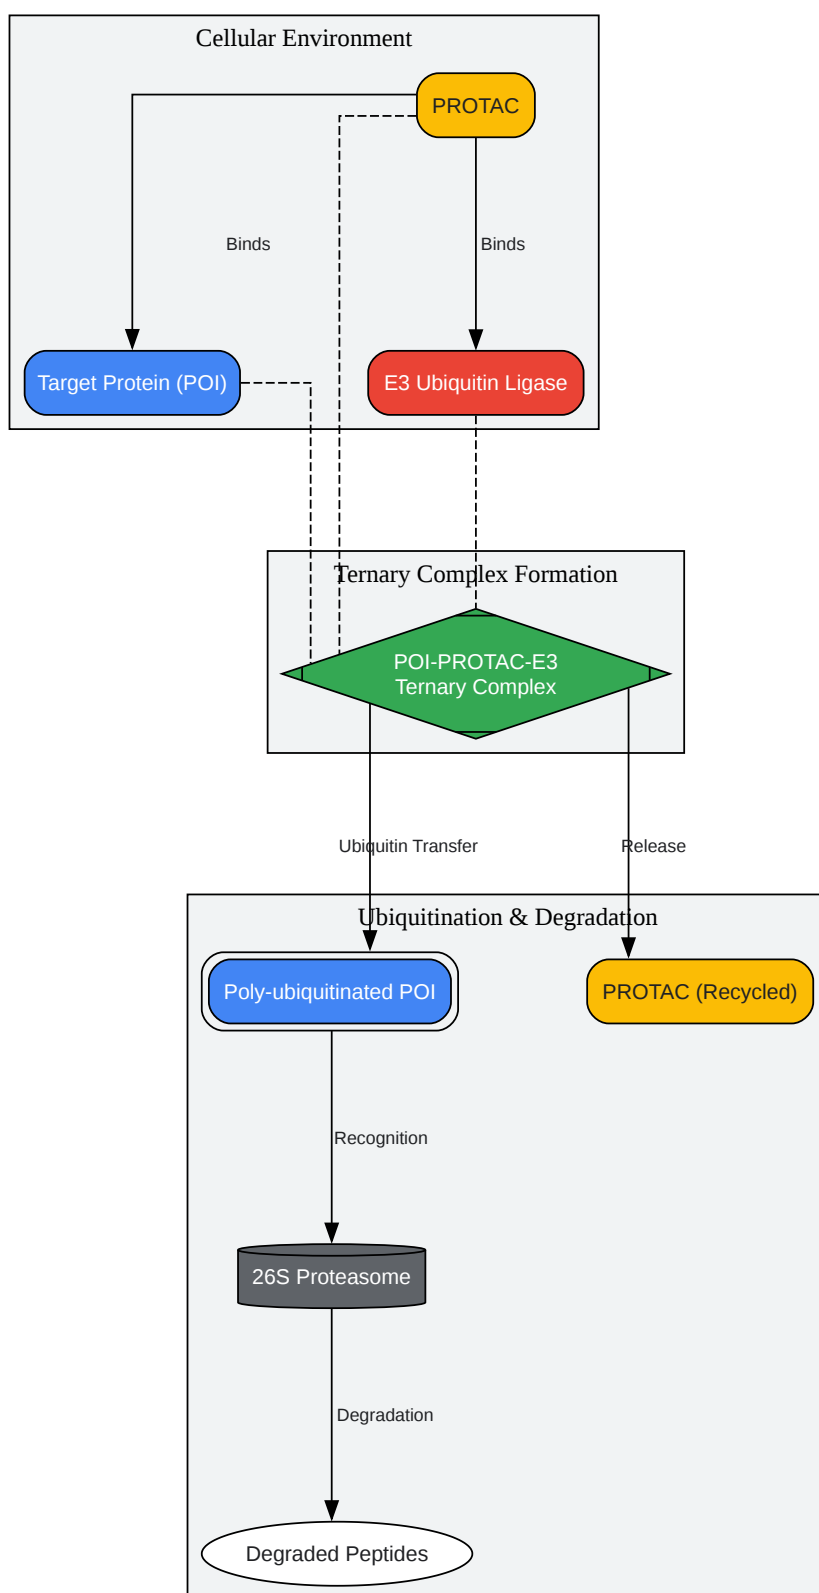 Cellular Environment
PROTAC
Binds
Binds
Target Protein (POI)
E3 Ubiquitin Ligase
Ternary Complex Formation
POI-PROTAC-E3
Ternary Complex
Ubiquitin Transfer
Release
Ubiquitination & Degradation
Poly-ubiquitinated POI
PROTAC (Recycled)
Recognition
26S Proteasome
Degradation
Degraded Peptides